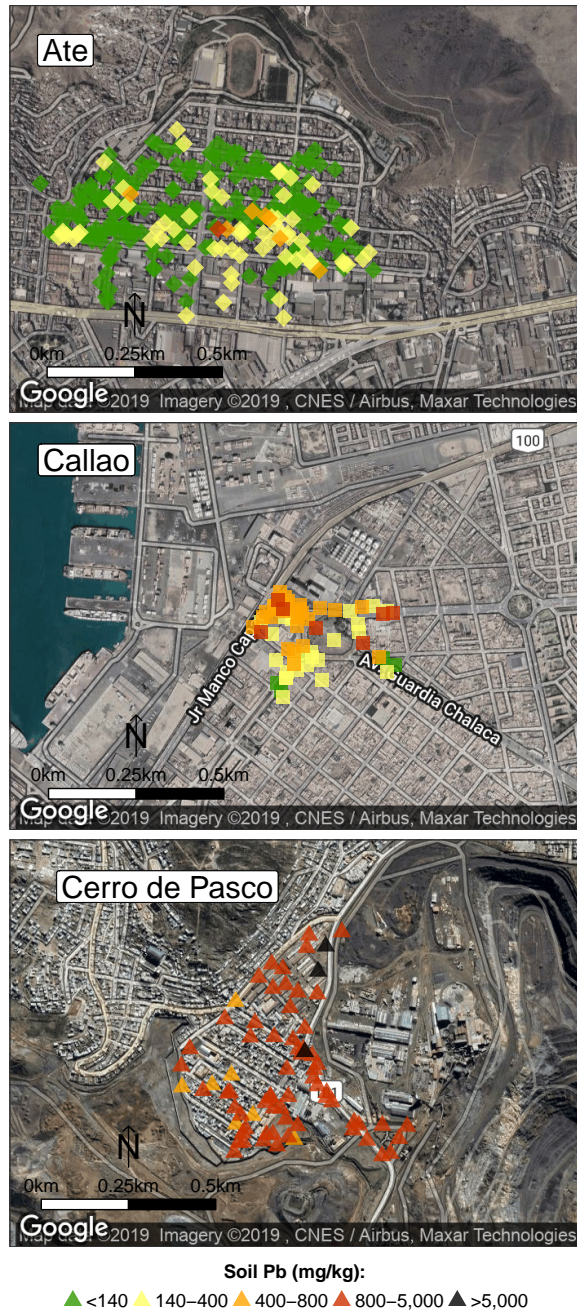 Ate
N
0km 0.25km 0.5km
Google
Map data ©2019 Imagery ©2019 , CNES / Airbus, Maxar Technologies
Callao
100
Jr Manco Cap
Av. Guardia Chalaca
N
0km 0.25km 0.5km
Google
Map data ©2019 Imagery ©2019 , CNES / Airbus, Maxar Technologies
Cerro de Pasco
N
0km 0.25km 0.5km
Google
Map data ©2019 Imagery ©2019 , CNES / Airbus, Maxar Technologies
Soil Pb (mg/kg):
<140 140–400 400–800 800–5,000 >5,000